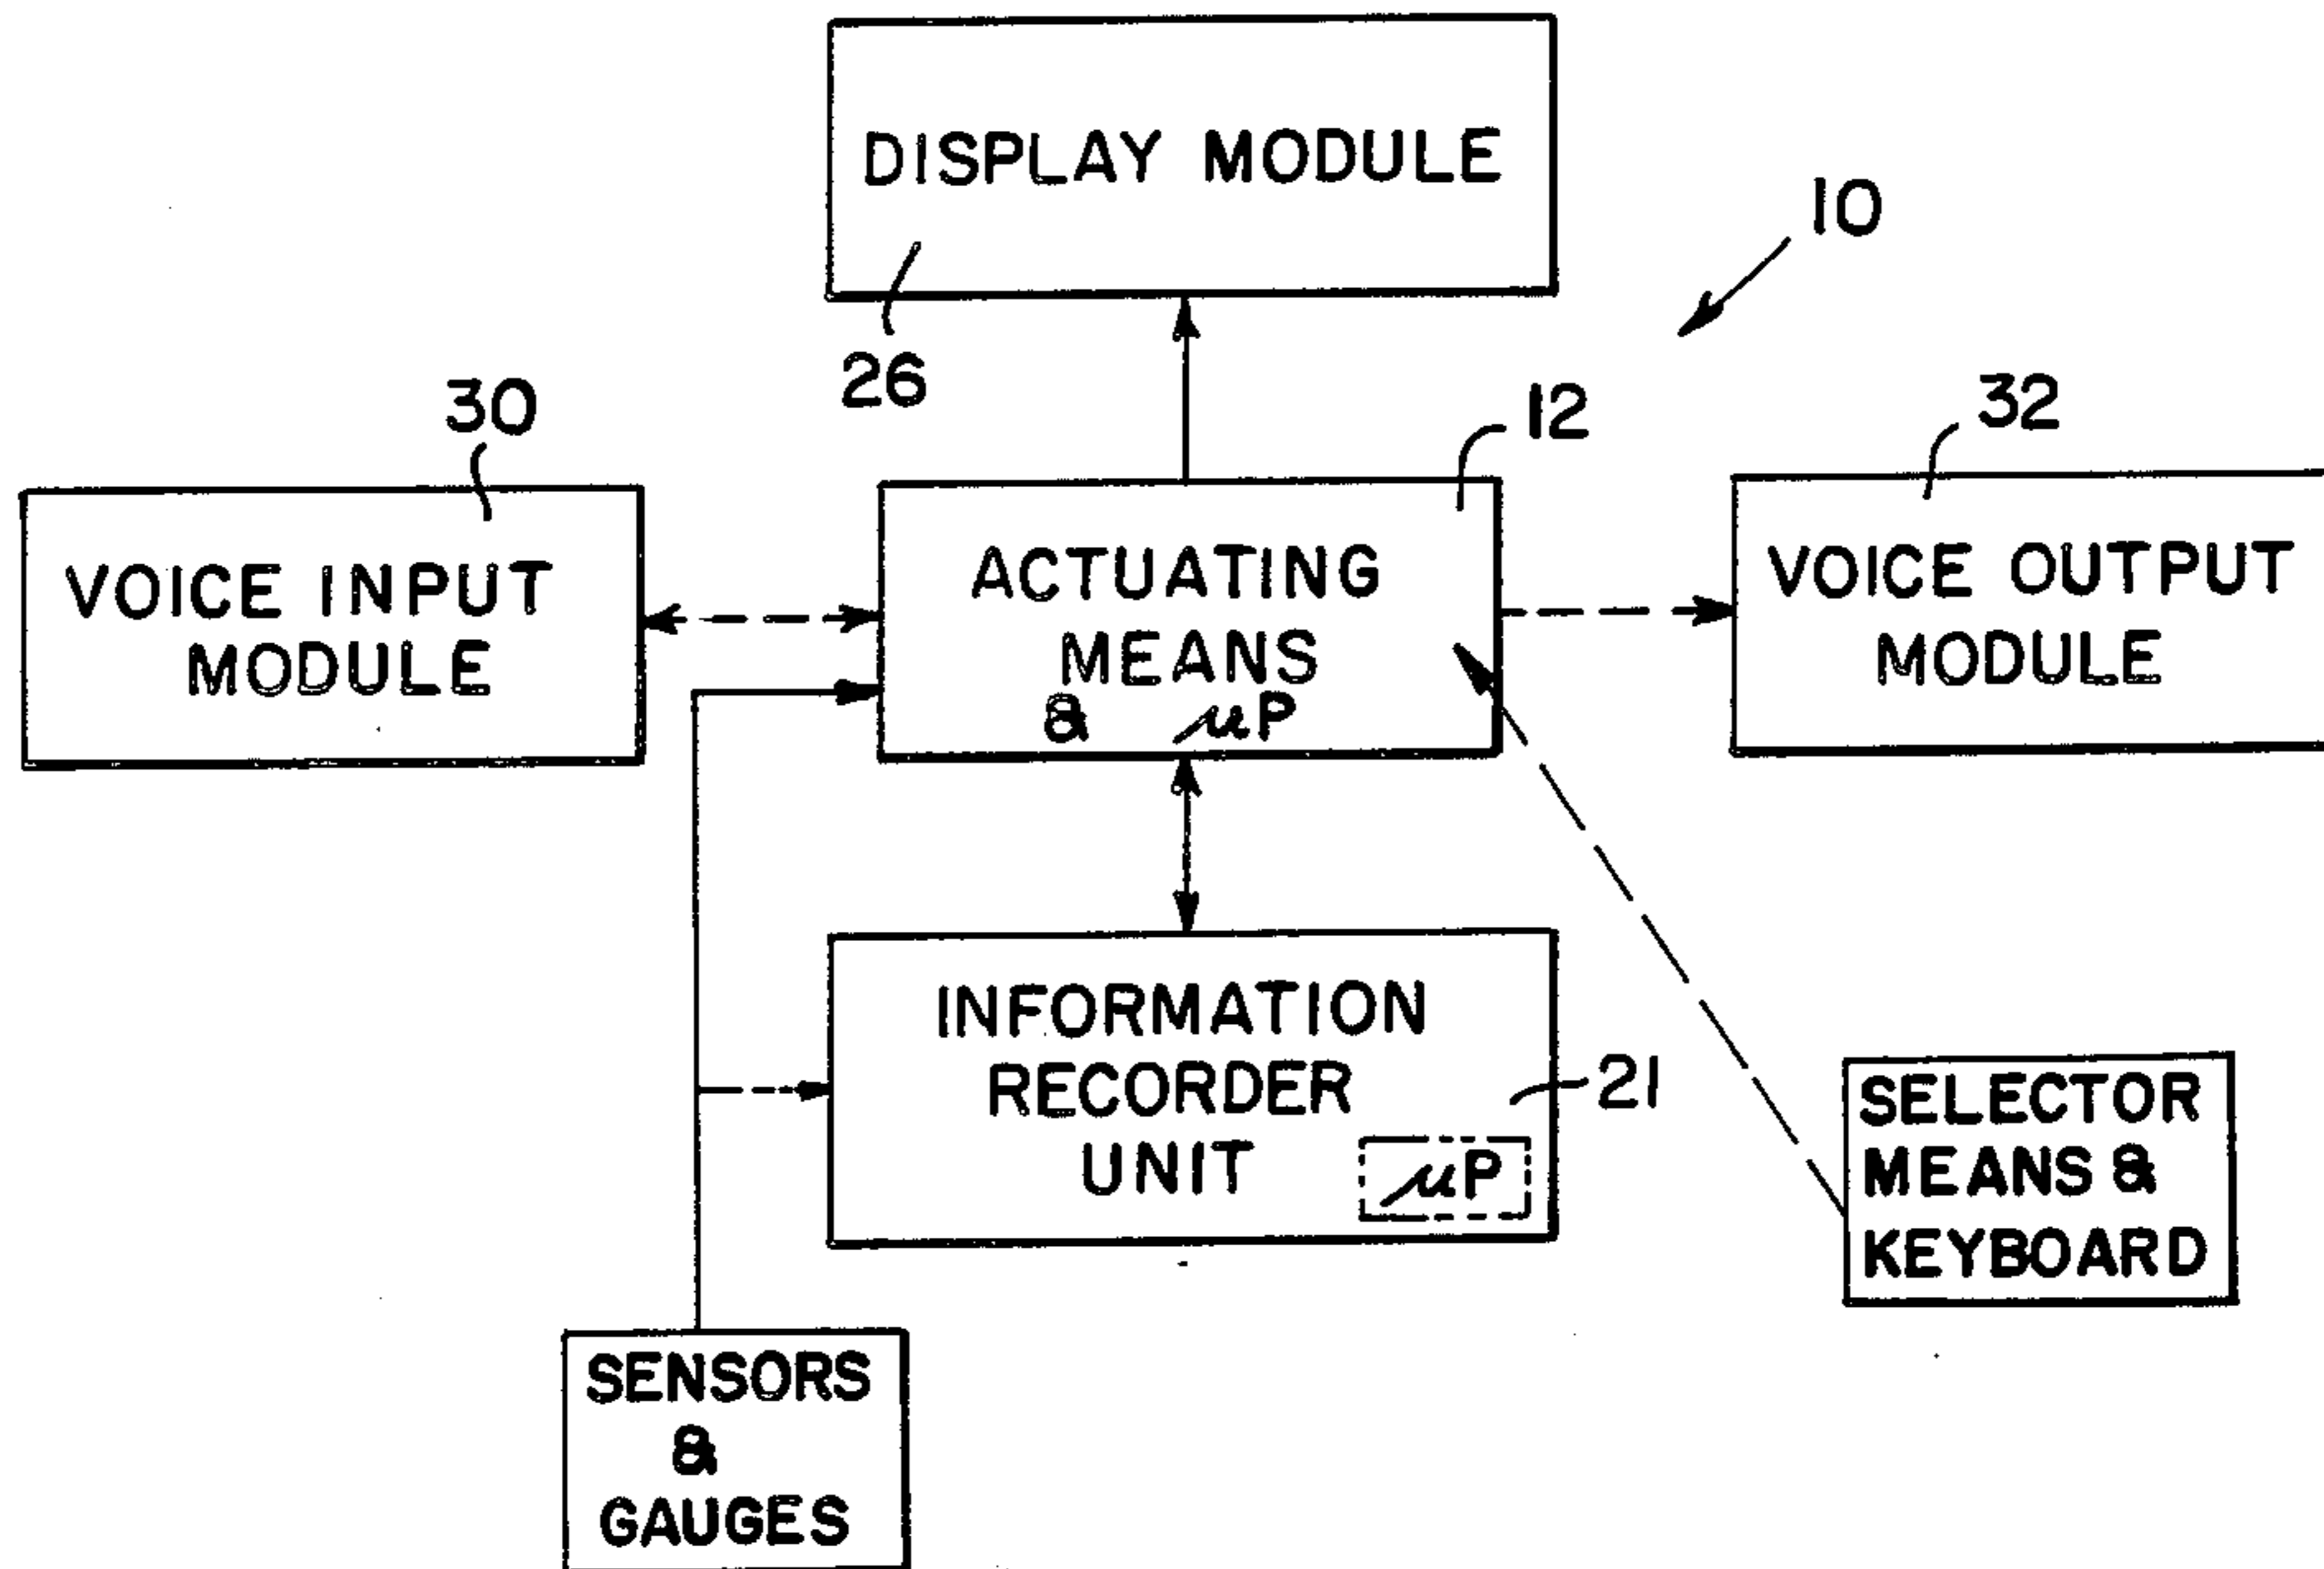 DISPLAY MODULE
10
26
30
12
32
VOICE INPUT
MODULE
ACTUATING
MEANS
& μP
VOICE OUTPUT
MODULE
INFORMATION
RECORDER
UNIT
μP
21
SELECTOR
MEANS &
KEYBOARD
SENSORS
&
GAUGES